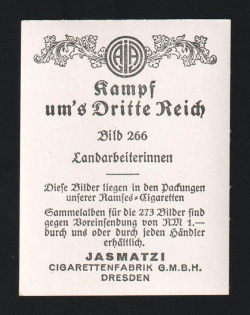 Kampf
um's Dritte Reich
Bild 266
Landarbeiterinnen
Diese Bilder liegen in den Packungen
unserer Ramses-Cigaretten
Sammelalben für die 273 Bilder sind
gegen Voreinsendung von RM 1.—
durch uns oder durch jeden Händler
erhältlich.
JASMATZI
CIGARETTENFABRIK G.M.B.H.
DRESDEN